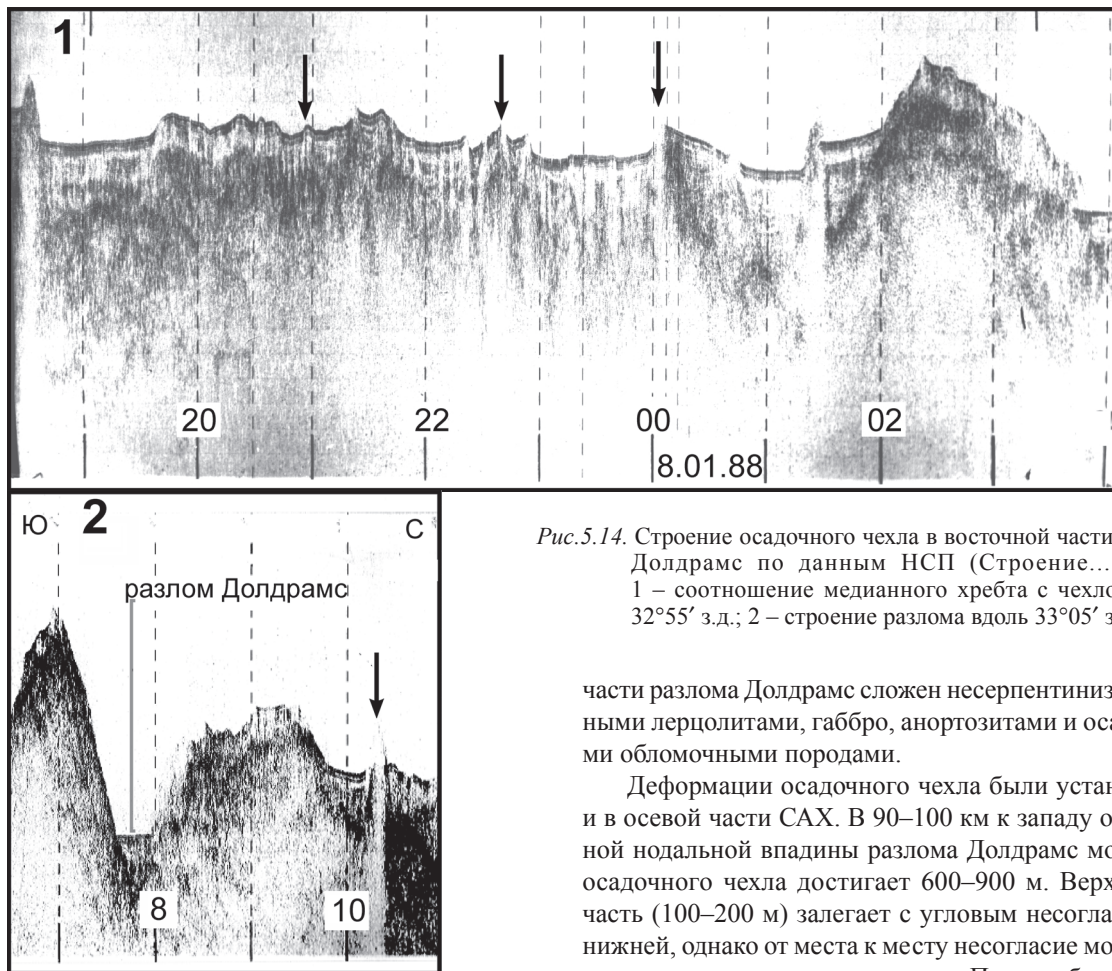 1
20
22
00
02
8.01.88
Ю
2
С
разлом Долдрамс
8
10
Рис.5.14. Строение осадочного чехла в восточной части
Долдрамс по данным НСП (Строение…
1 – соотношение медианного хребта с чехло
32°55′ з.д.; 2 – строение разлома вдоль 33°05′ з
части разлома Долдрамс сложен несерпентиниз
ными лерцолитами, габбро, анортозитами и оса
ми обломочными породами.
Деформации осадочного чехла были устан
и в осевой части САХ. В 90–100 км к западу о
ной нодальной впадины разлома Долдрамс мо
осадочного чехла достигает 600–900 м. Верх
часть (100–200 м) залегает с угловым несогла
нижней, однако от места к месту несогласие мо